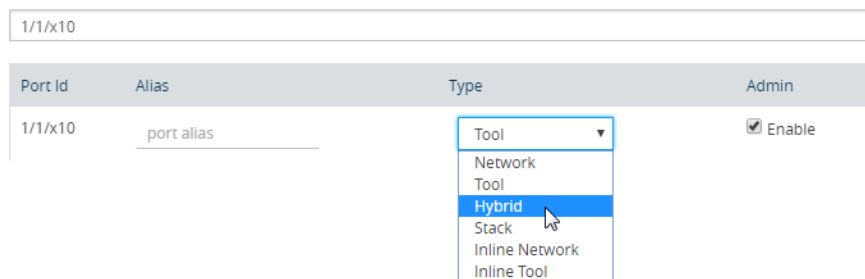 1/1/x10
Port Id Alias Type Admin
1/1/x10 port alias Tool Enable
Network
Tool
Hybrid
Stack
Inline Network
Inline Tool